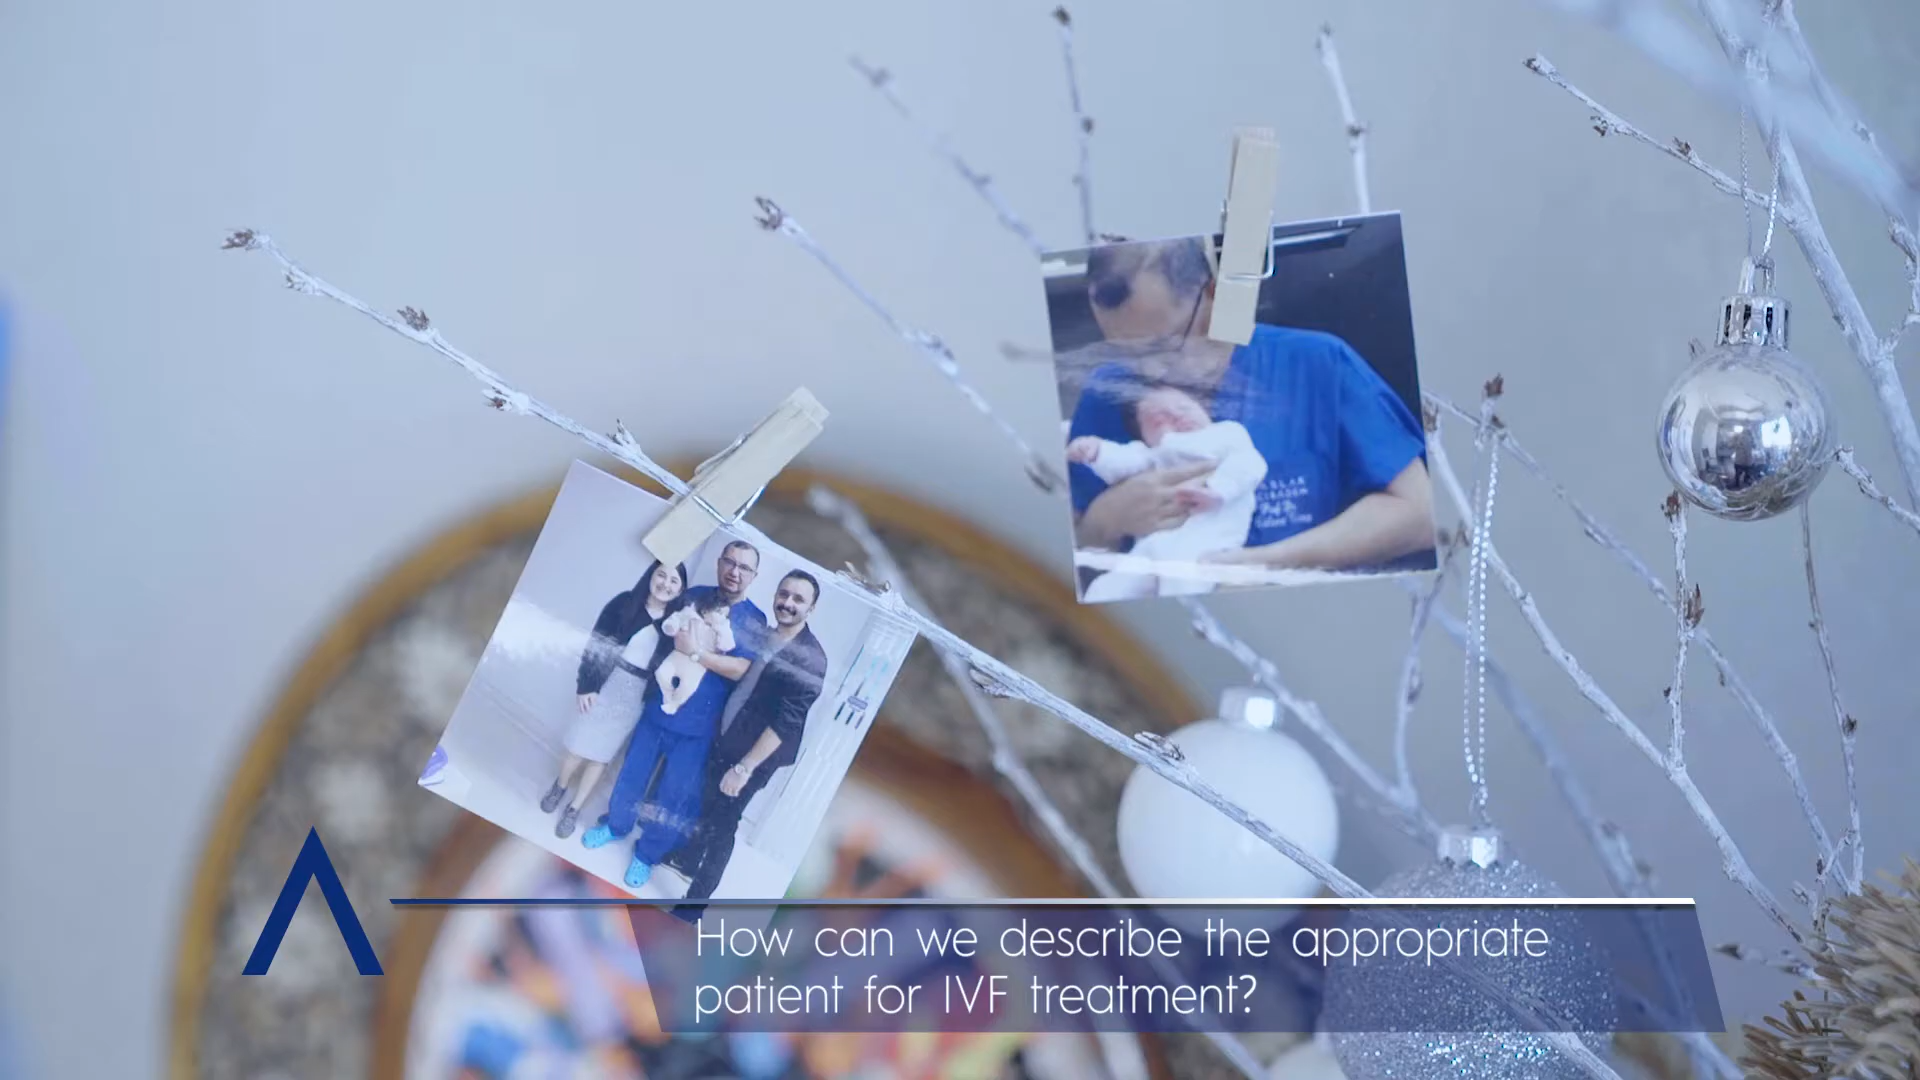 How can we describe the appropriate
patient for IVF treatment?